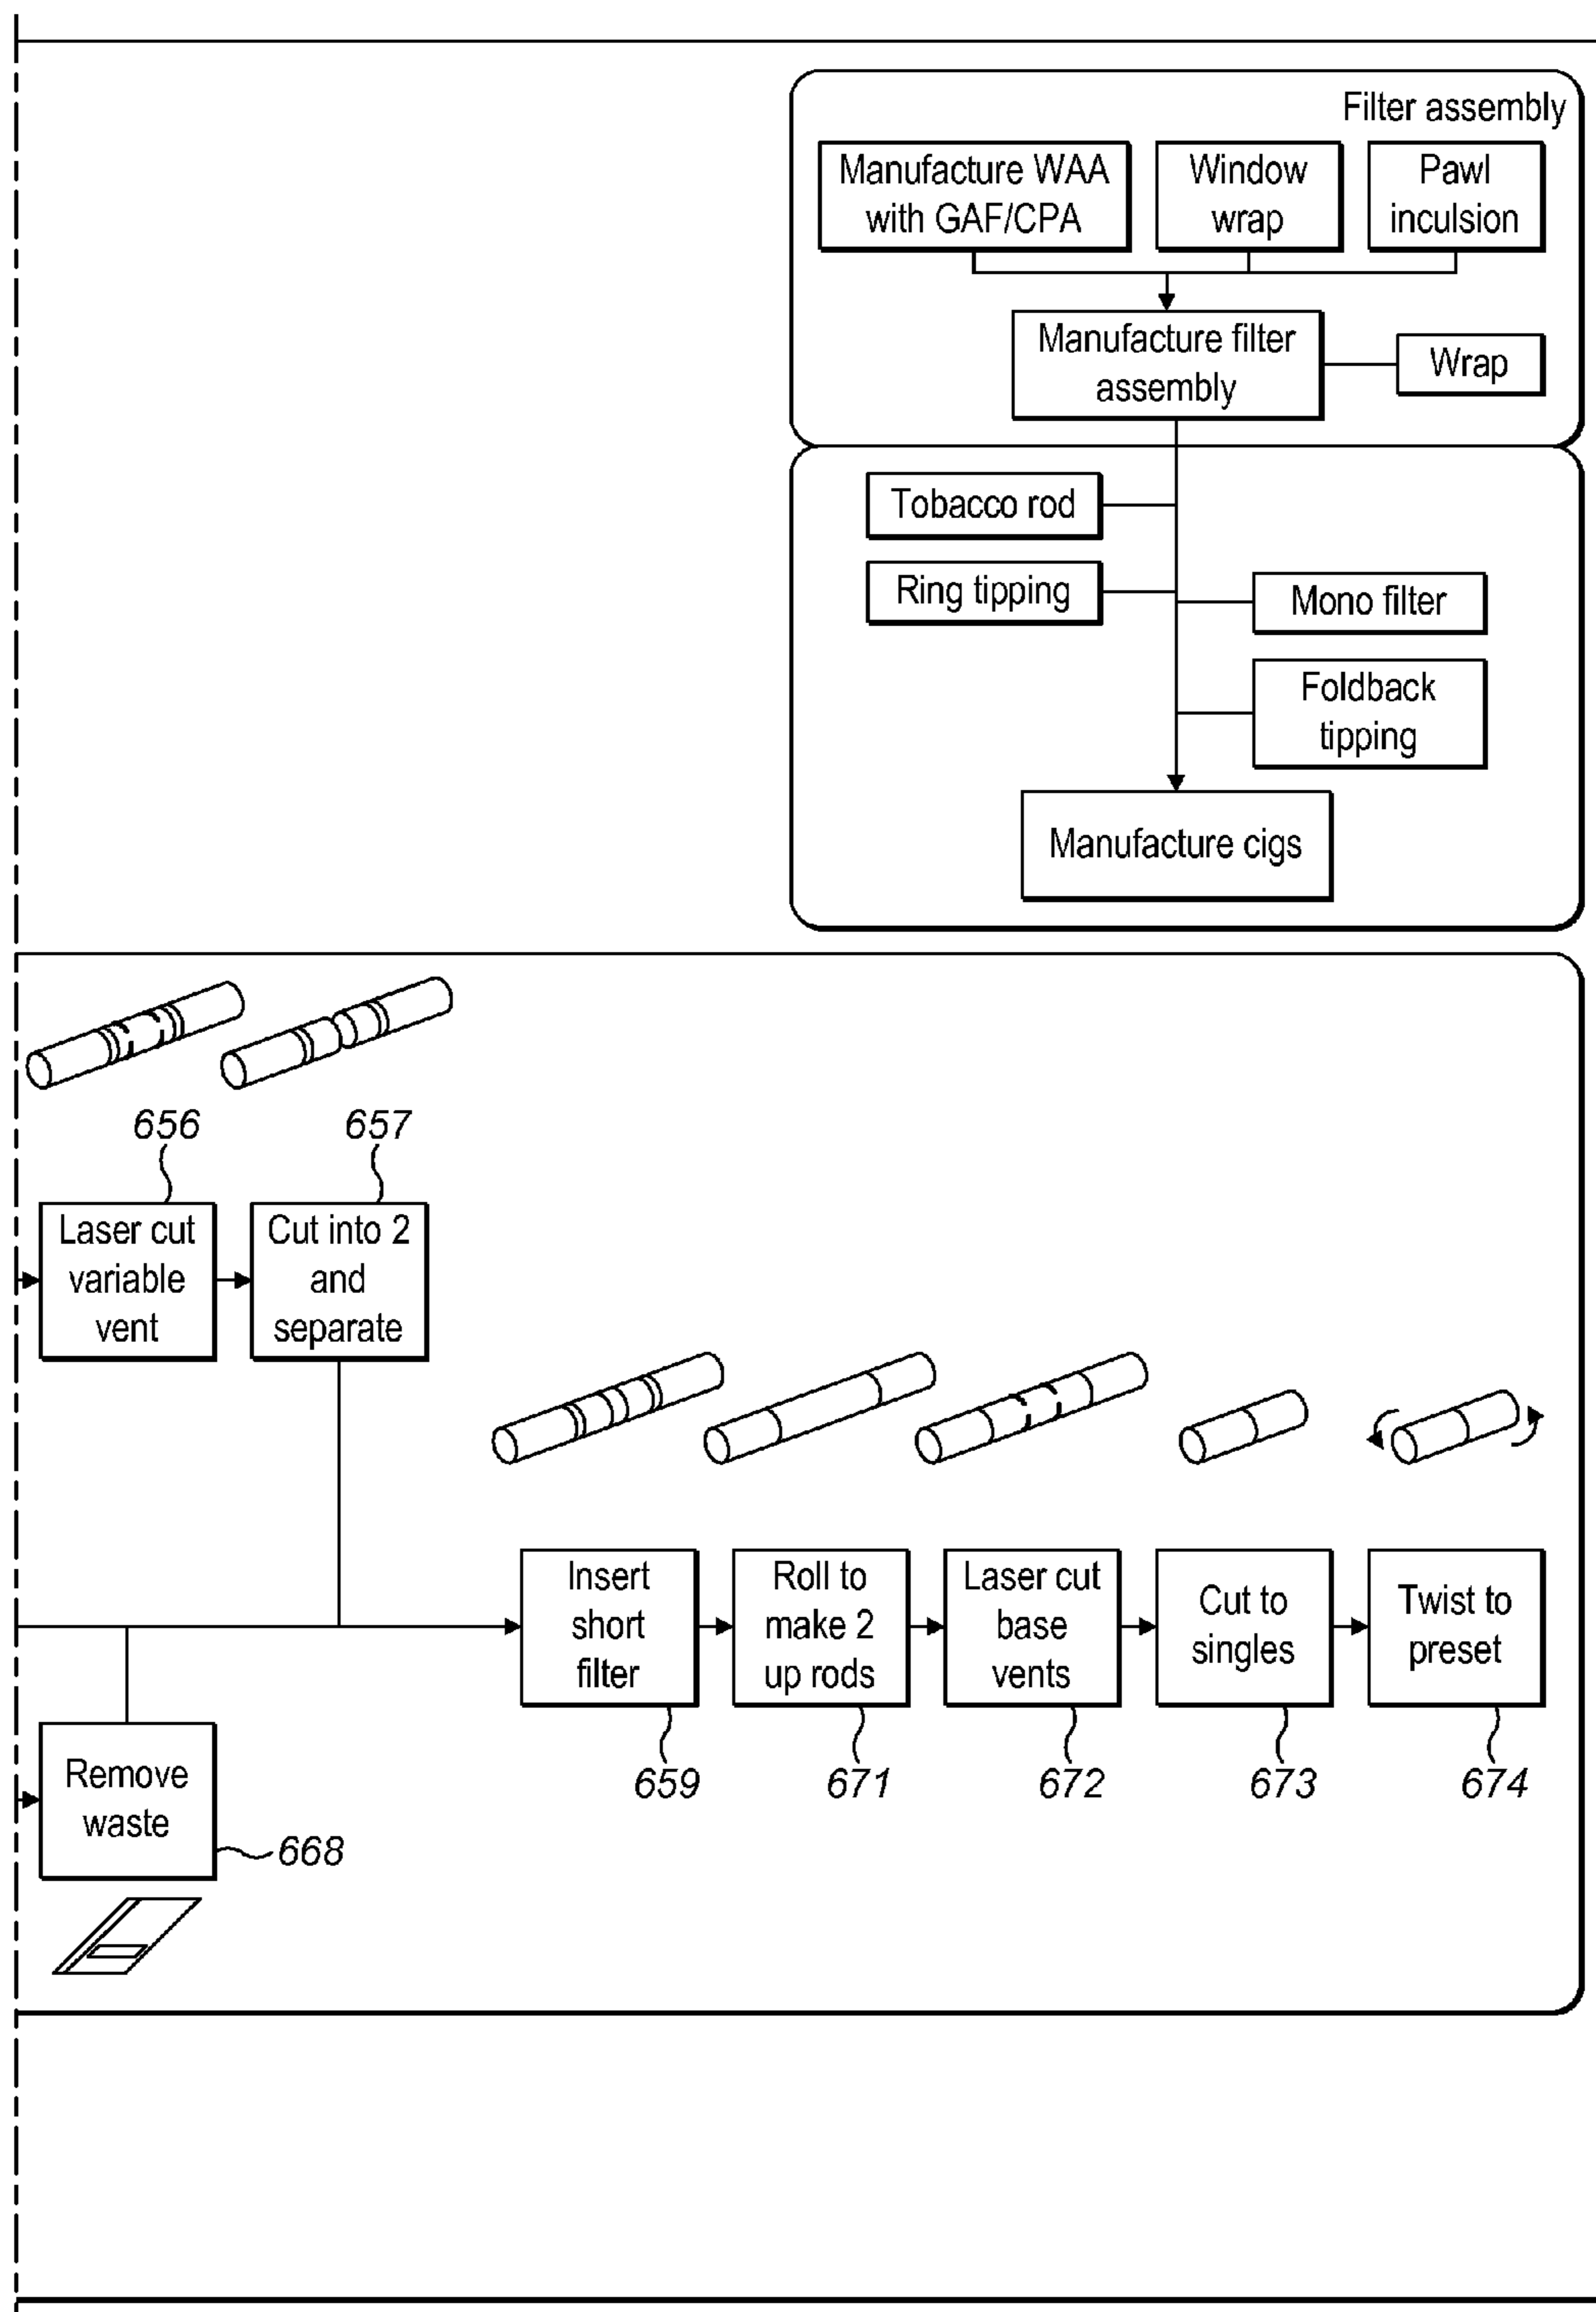 Filter assembly
Manufacture WAA
with GAF/CPA
Window
wrap
Pawl
inculsion
Manufacture filter
assembly
Wrap
Tobacco rod
Ring tipping
Mono filter
Foldback
tipping
Manufacture cigs
656
657
Laser cut
variable
vent
Cut into 2
and
separate
Insert
short
filter
Roll to
make 2
up rods
Laser cut
base
vents
Cut to
singles
Twist to
preset
659
671
672
673
674
Remove
waste
668